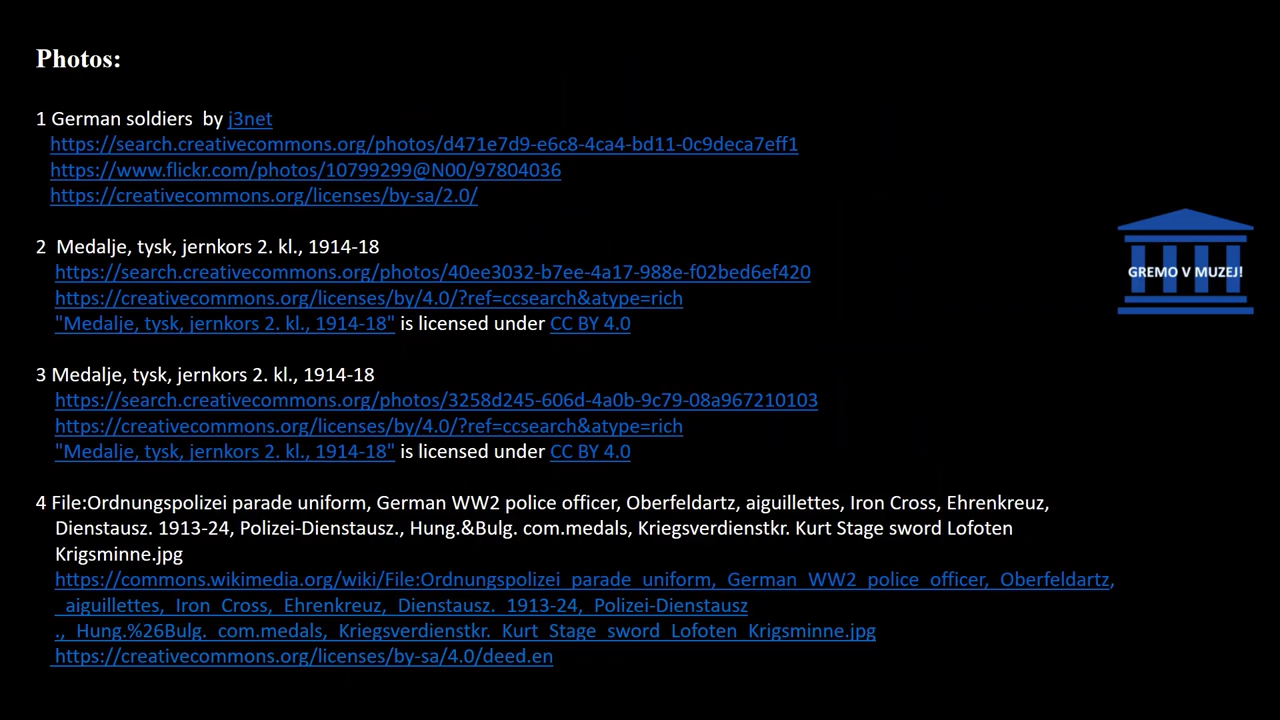 Photos:
1 German soldiers by j3net
https://search.creativecommons.org/photos/d471e7d9-e6c8-4ca4-bd11-0c9deca7eff1
https://www.flickr.com/photos/10799299@N00/97804036
https://creativecommons.org/licenses/by-sa/2.0/
2 Medalje, tysk, jernkors 2. kl., 1914-18
https://search.creativecommons.org/photos/40ee3032-b7ee-4a17-988e-f02bed6ef420
https://creativecommons.org/licenses/by/4.0/?ref=ccsearch&atype=rich
"Medalje, tysk, jernkors 2. kl., 1914-18" is licensed under CC BY 4.0
GREMO V MUZEJ!
3 Medalje, tysk, jernkors 2. kl., 1914-18
https://search.creativecommons.org/photos/3258d245-606d-4a0b-9c79-08a967210103
https://creativecommons.org/licenses/by/4.0/?ref=ccsearch&atype=rich
"Medalje, tysk, jernkors 2. kl., 1914-18" is licensed under CC BY 4.0
4 File:Ordnungspolizei parade uniform, German WW2 police officer, Oberfeldartz, aiguillettes, Iron Cross, Ehrenkreuz,
Dienstausz. 1913-24, Polizei-Dienstausz., Hung.&Bulg. com.medals, Kriegsverdienstkr. Kurt Stage sword Lofoten
Krigsminne.jpg
https://commons.wikimedia.org/wiki/File:Ordnungspolizei_parade_uniform,_German_WW2_police_officer,_Oberfeldartz,
_aiguillettes,_Iron_Cross,_Ehrenkreuz,_Dienstausz._1913-24,_Polizei-Dienstausz
.,_Hung.%26Bulg._com.medals,_Kriegsverdienstkr._Kurt_Stage_sword_Lofoten_Krigsminne.jpg
https://creativecommons.org/licenses/by-sa/4.0/deed.en